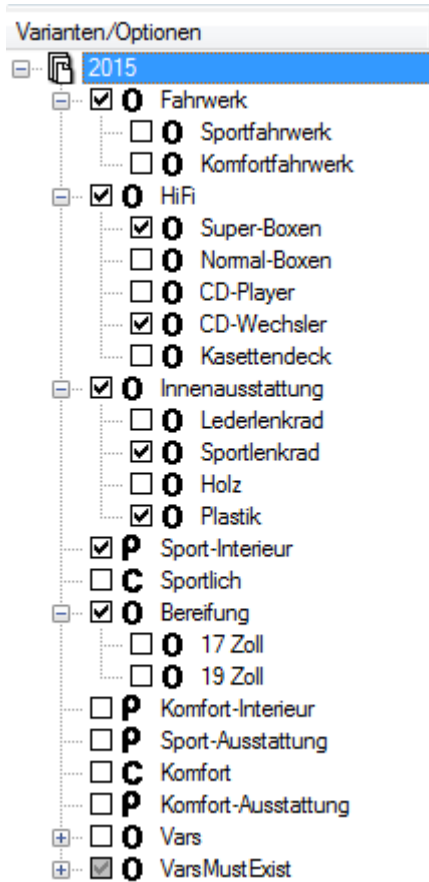 Varianten/Optionen
2015
O Fahrwerk
O Sportfahrwerk
O Komfortfahrwerk
O HiFi
O Super-Boxen
O Normal-Boxen
O CD-Player
O CD-Wechsler
O Kasettendeck
O Innenausstattung
O Lederlenkrad
O Sportlenkrad
O Holz
O Plastik
P Sport-Interieur
C Sportlich
O Bereifung
O 17 Zoll
O 19 Zoll
P Komfort-Interieur
P Sport-Ausstattung
C Komfort
P Komfort-Ausstattung
O Vars
O VarsMustExist